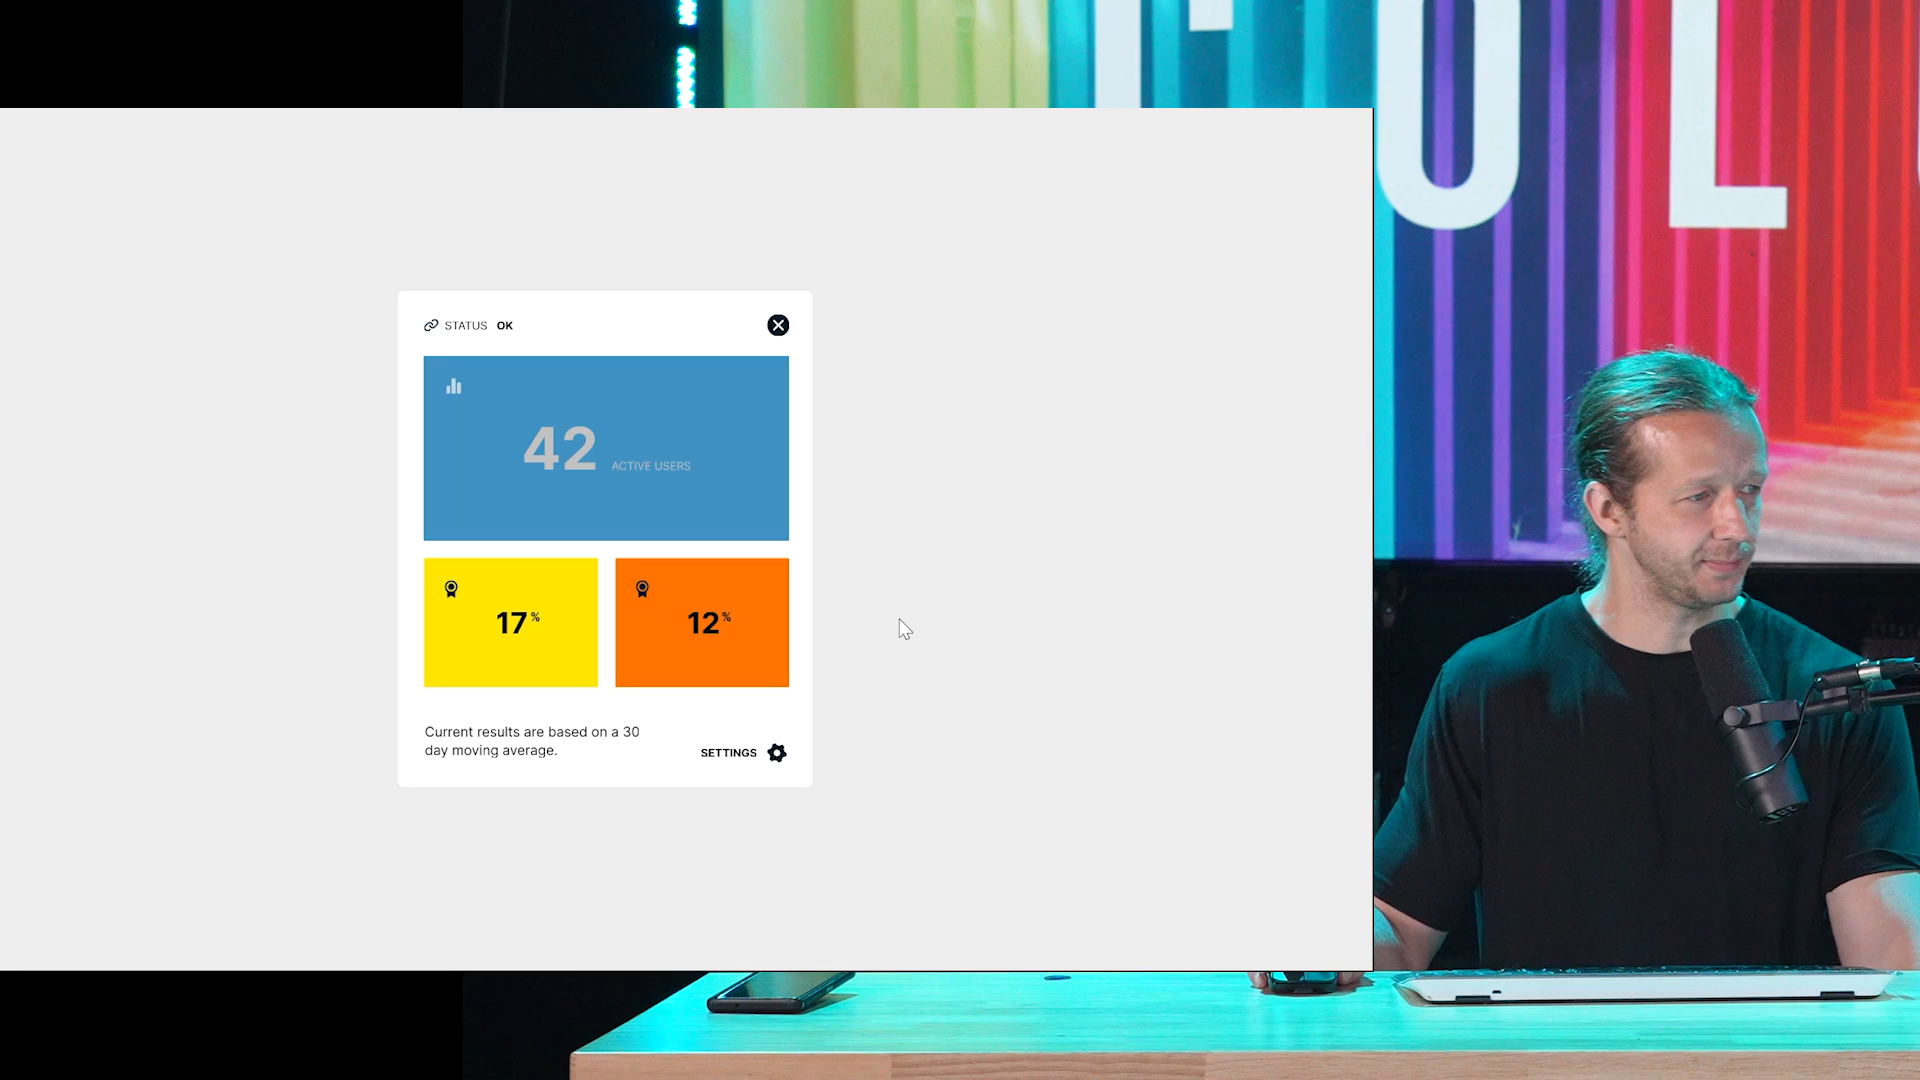 U L
STATUS OK
42 ACTIVE USERS
17 %
12 %
Current results are based on a 30
day moving average.
SETTINGS